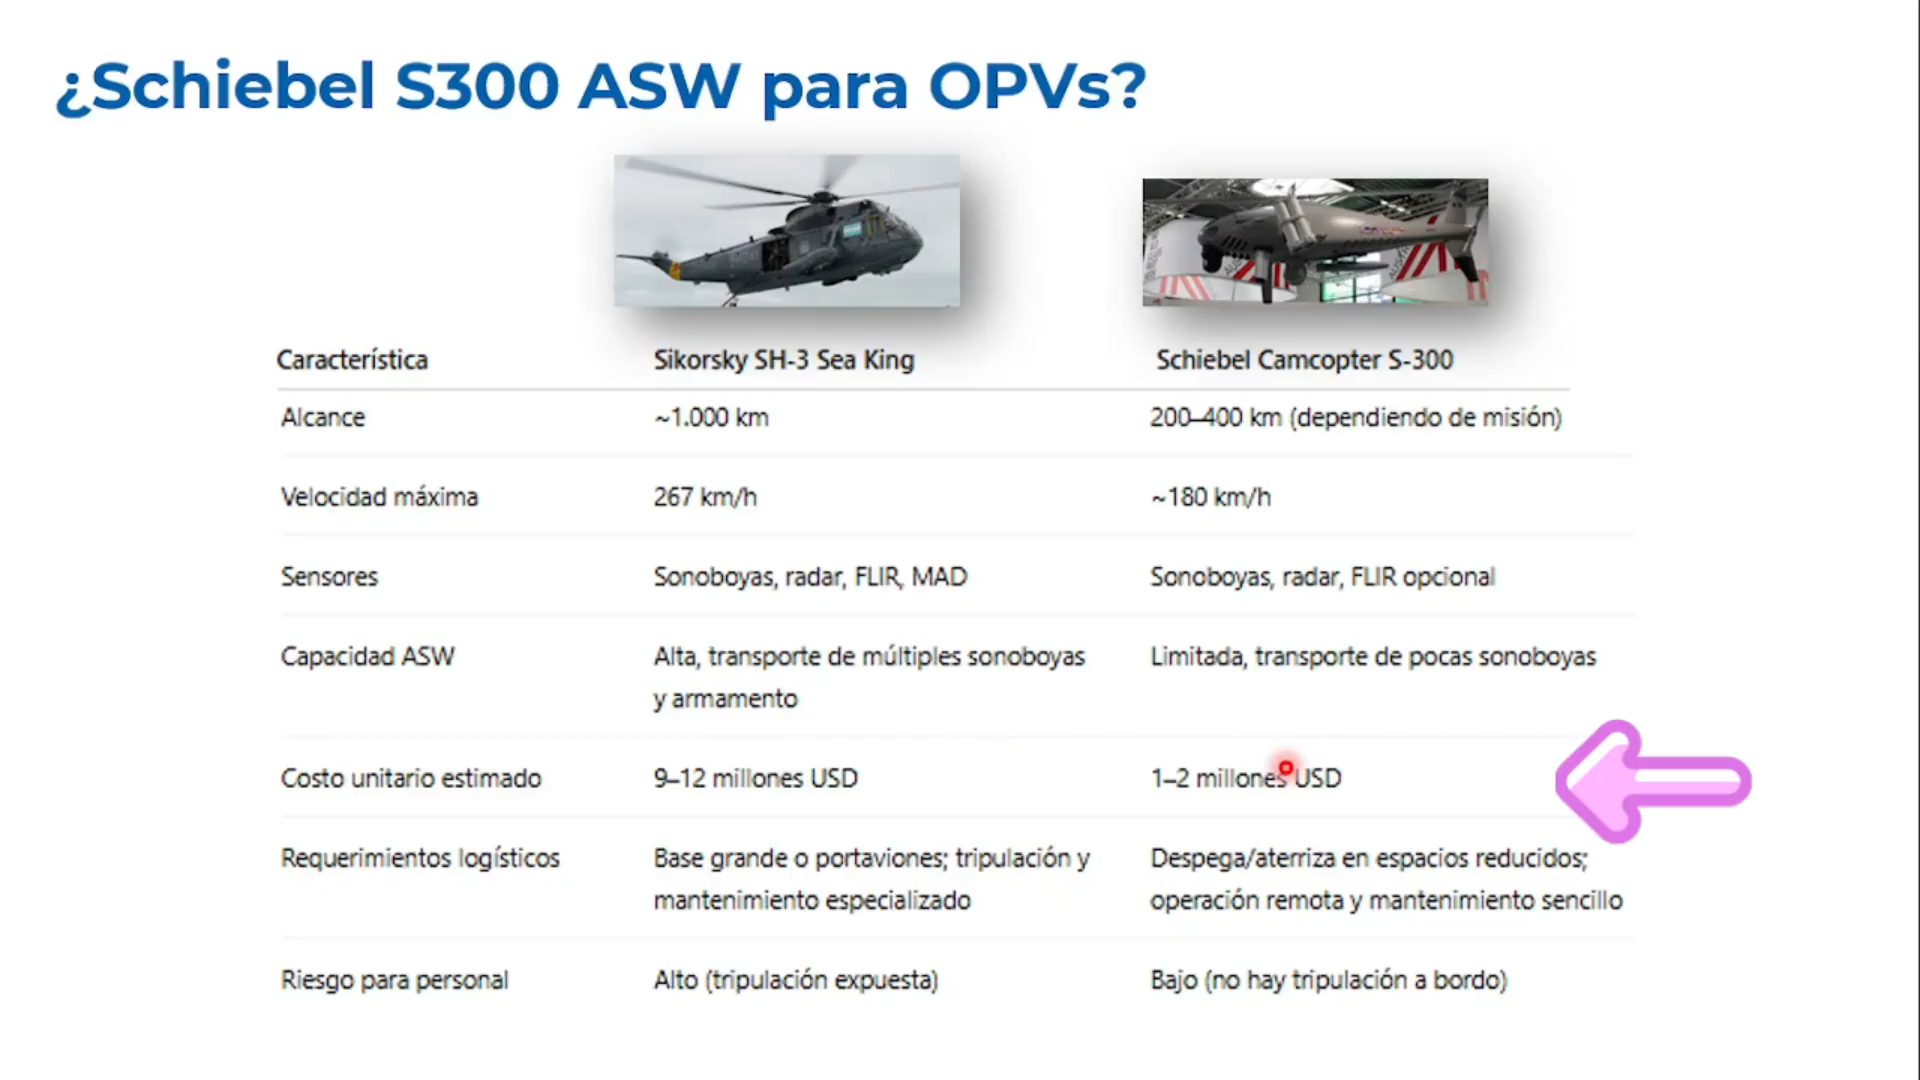 ¿Schiebel S300 ASW para OPVs?
Característica Sikorsky SH-3 Sea King Schiebel Camcopter S-300
Alcance ~1.000 km 200–400 km (dependiendo de misión)
Velocidad máxima 267 km/h ~180 km/h
Sensores Sonoboyas, radar, FLIR, MAD Sonoboyas, radar, FLIR opcional
Capacidad ASW Alta, transporte de múltiples sonoboyas Limitada, transporte de pocas sonoboyas
y armamento
Costo unitario estimado 9–12 millones USD 1–2 millones USD
Requerimientos logísticos Base grande o portaviones; tripulación y Despega/aterriza en espacios reducidos;
mantenimiento especializado operación remota y mantenimiento sencillo
Riesgo para personal Alto (tripulación expuesta) Bajo (no hay tripulación a bordo)